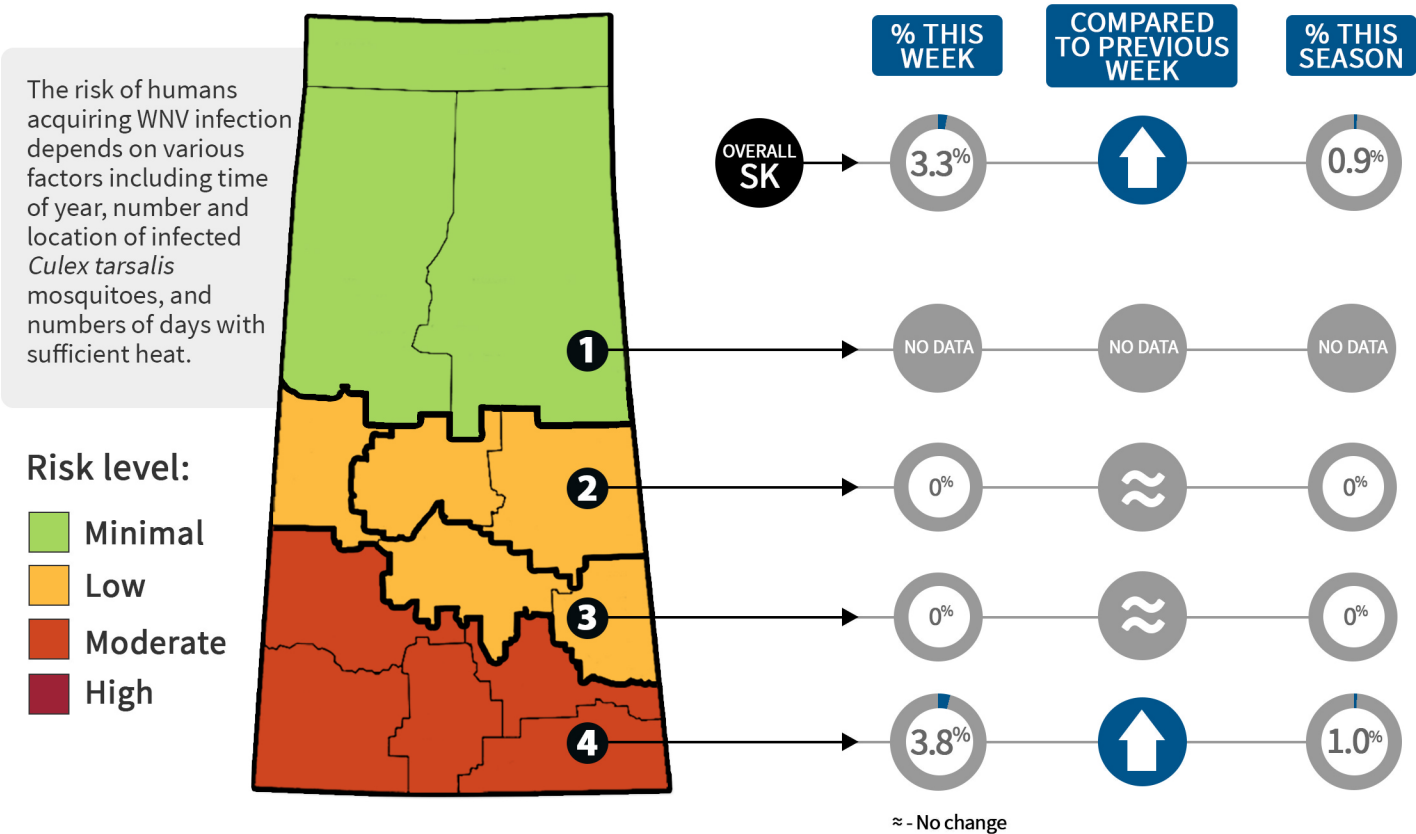 The risk of humans
acquiring WNV infection
depends on various
factors including time
of year, number and
location of infected
Culex tarsalis
mosquitoes, and
numbers of days with
sufficient heat.
Risk level:
Minimal
Low
Moderate
High
% THIS
WEEK
COMPARED
TO PREVIOUS
WEEK
% THIS
SEASON
OVERALL
SK
3.3%
0.9%
1
NO DATA
NO DATA
NO DATA
2
0%
≈
0%
3
0%
≈
0%
4
3.8%
1.0%
≈ - No change